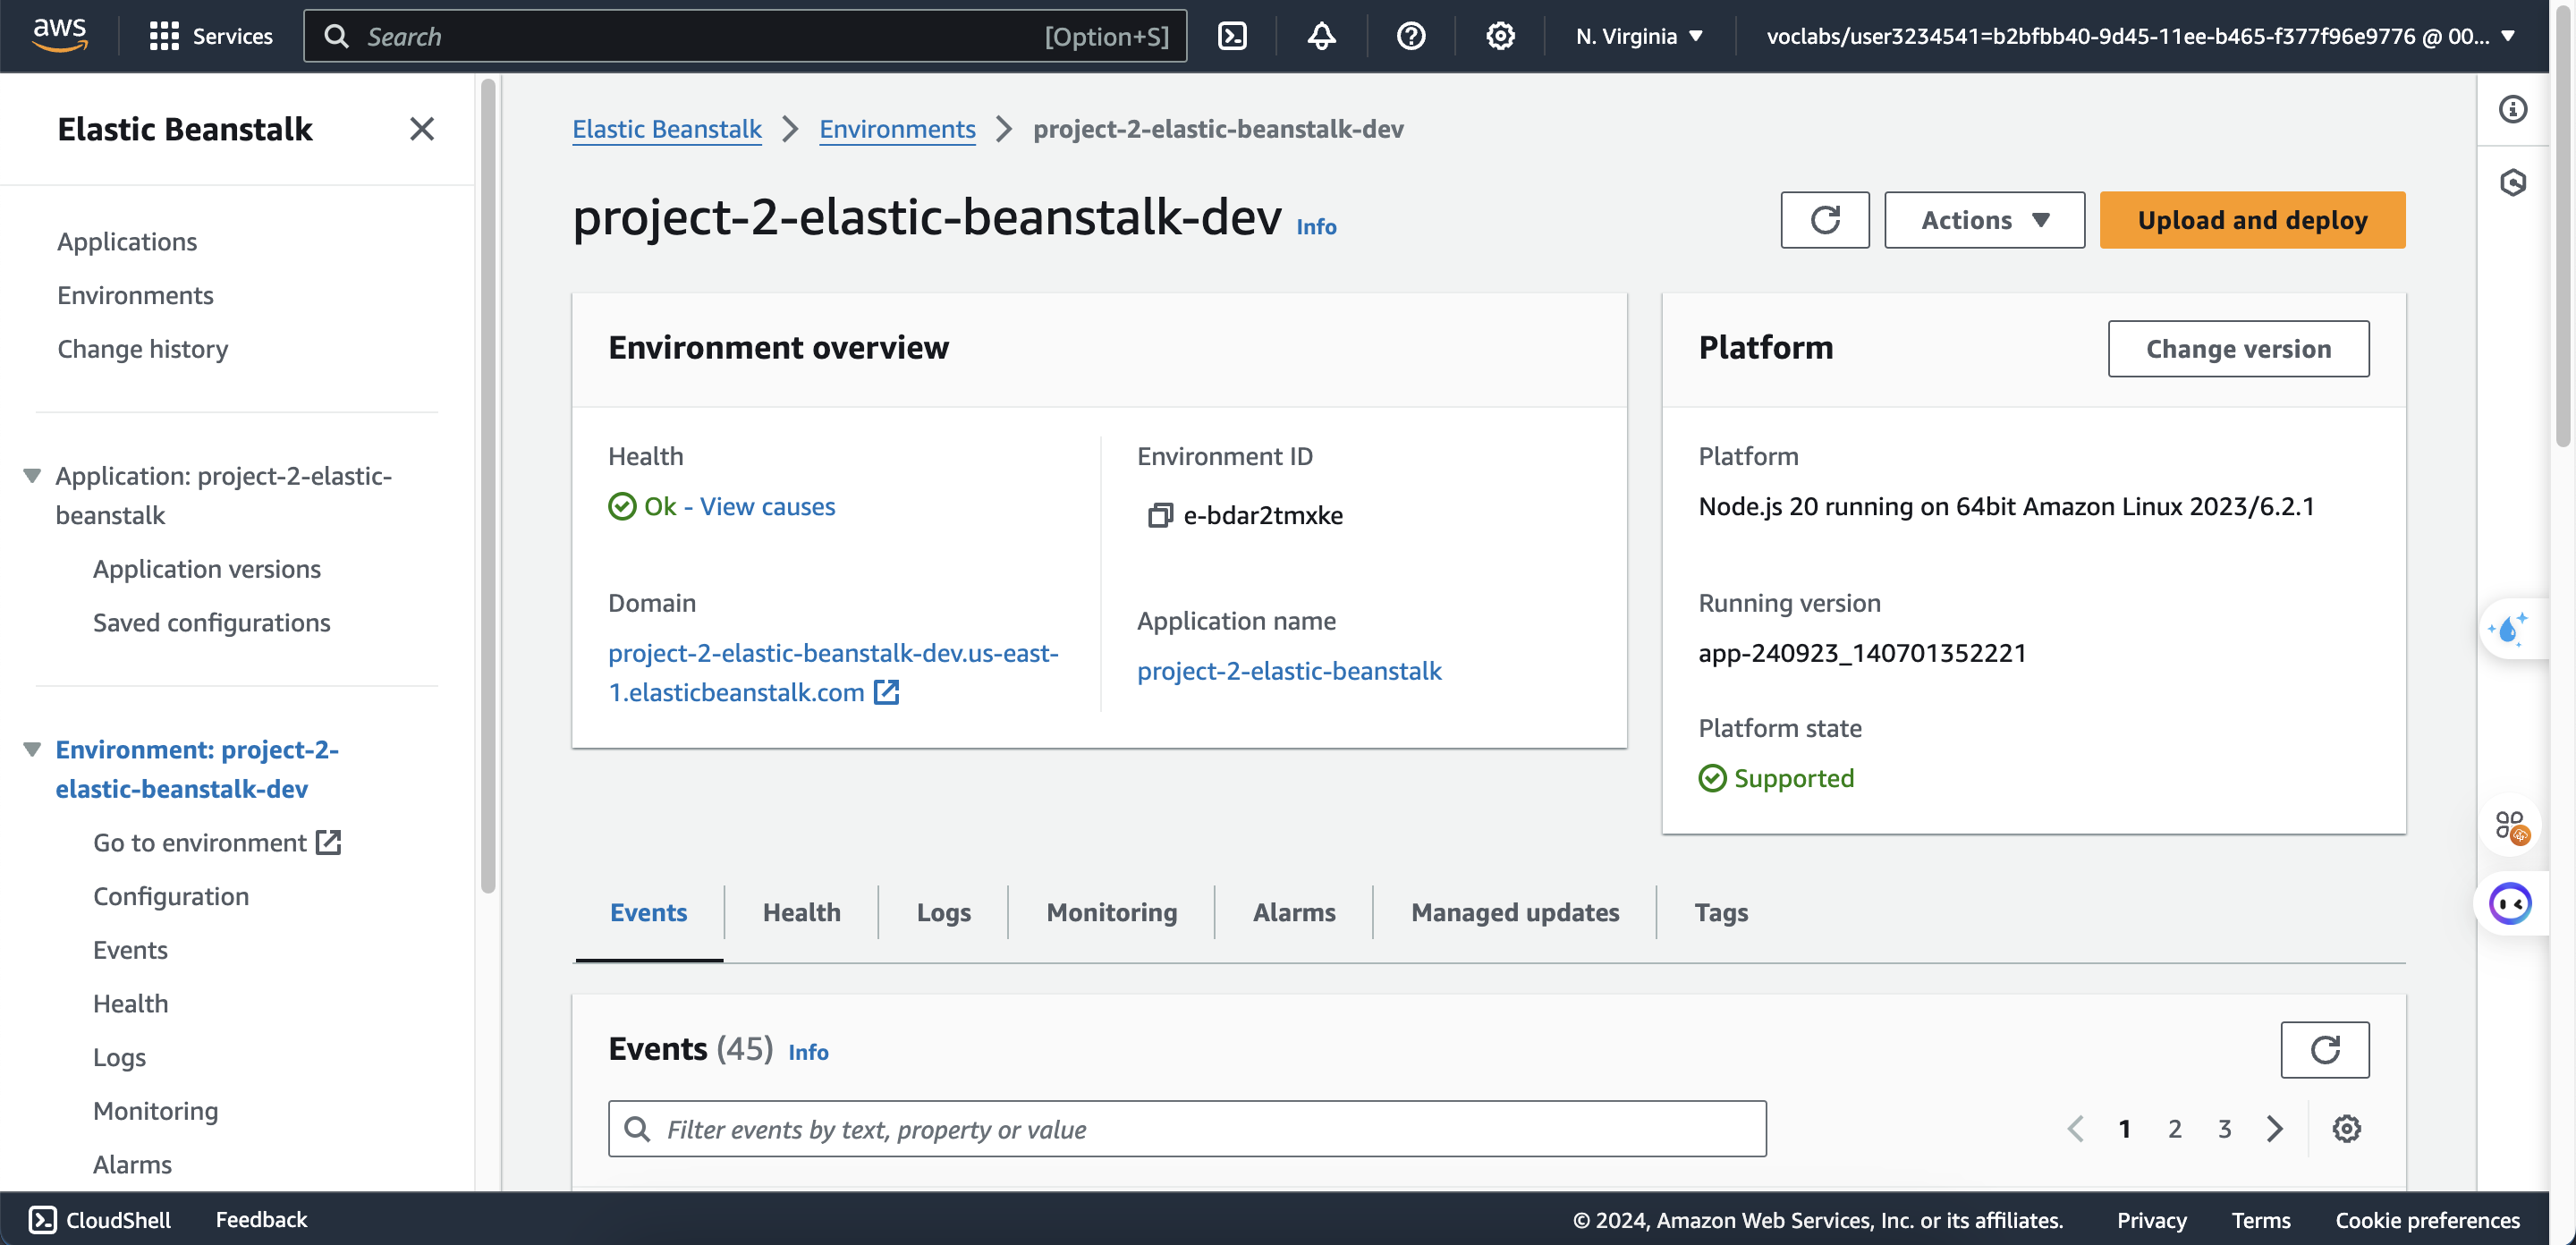 aws
Services
Search
[Option+S]
N. Virginia
voclabs/user3234541=b2bfbb40-9d45-11ee-b465-f377f96e9776 @ 00...
Elastic Beanstalk
Applications
Environments
Change history
Application: project-2-elastic-
beanstalk
Application versions
Saved configurations
Environment: project-2-
elastic-beanstalk-dev
Go to environment
Configuration
Events
Health
Logs
Monitoring
Alarms
Elastic Beanstalk
Environments
project-2-elastic-beanstalk-dev
project-2-elastic-beanstalk-dev Info
Actions
Upload and deploy
Environment overview
Health
Ok - View causes
Domain
project-2-elastic-beanstalk-dev.us-east-
1.elasticbeanstalk.com
Environment ID
e-bdar2tmxke
Application name
project-2-elastic-beanstalk
Platform
Change version
Platform
Node.js 20 running on 64bit Amazon Linux 2023/6.2.1
Running version
app-240923_140701352221
Platform state
Supported
Events
Health
Logs
Monitoring
Alarms
Managed updates
Tags
Events (45) Info
Filter events by text, property or value
1 2 3
CloudShell
Feedback
© 2024, Amazon Web Services, Inc. or its affiliates.
Privacy
Terms
Cookie preferences